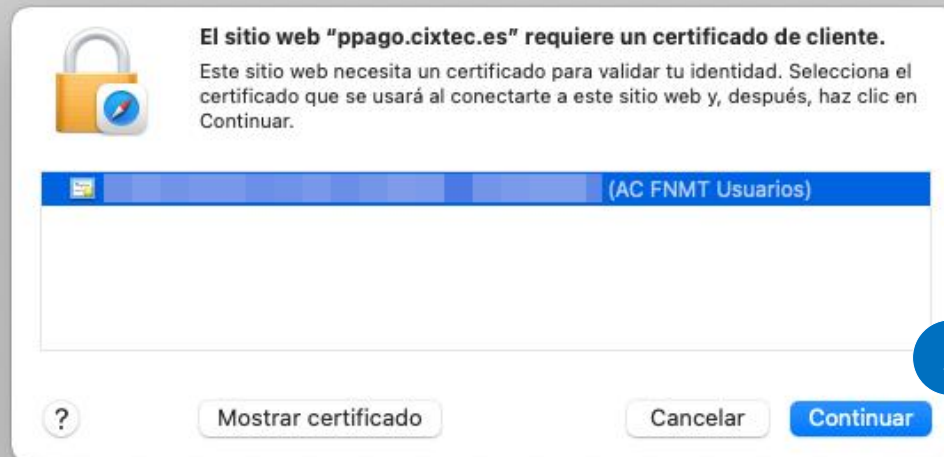 El sitio web "ppago.cixtec.es" requiere un certificado de cliente.
Este sitio web necesita un certificado para validar tu identidad. Selecciona el
certificado que se usará al conectarte a este sitio web y, después, haz clic en
Continuar.
(AC FNMT Usuarios)
?
Mostrar certificado
Cancelar
Continuar